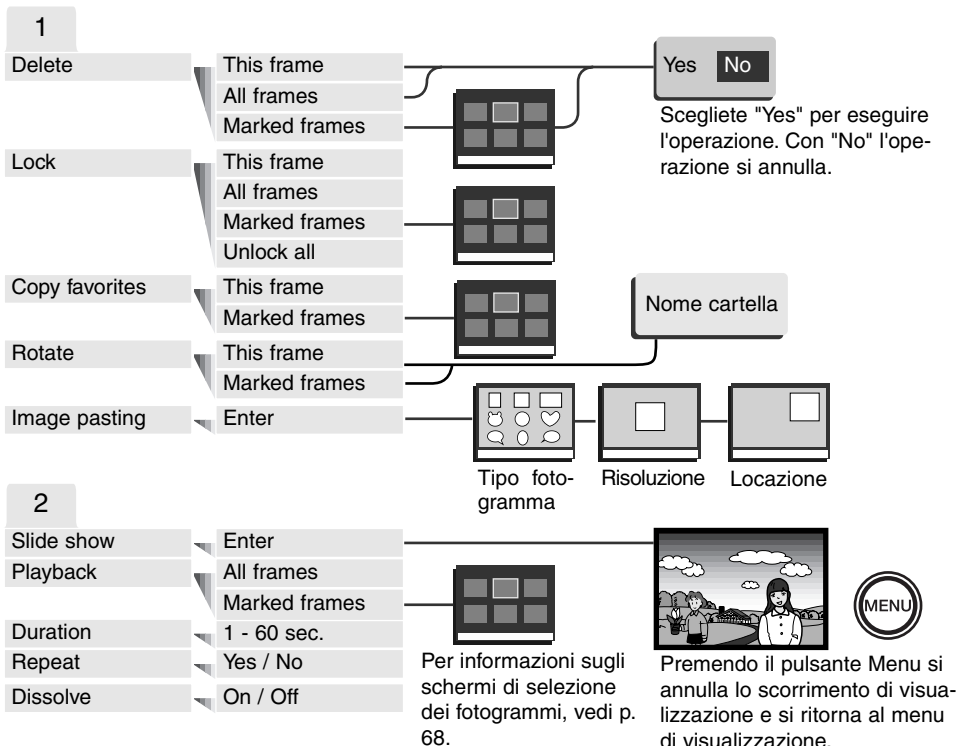 1
Delete
This frame
All frames
Marked frames
Yes No
Scegliete "Yes" per eseguire
l'operazione. Con "No" l'ope-
razione si annulla.
Lock
This frame
All frames
Marked frames
Unlock all
Copy favorites
This frame
Marked frames
Nome cartella
Rotate
This frame
Marked frames
Image pasting
Enter
Tipo foto-
gramma
Risoluzione
Locazione
2
Slide show
Enter
Playback
All frames
Marked frames
Duration
1 - 60 sec.
Repeat
Yes / No
Dissolve
On / Off
Per informazioni sugli
schermi di selezione
dei fotogrammi, vedi p.
68.
MENU
Premendo il pulsante Menu si
annulla lo scorrimento di visua-
lizzazione e si ritorna al menu
di visualizzazione.